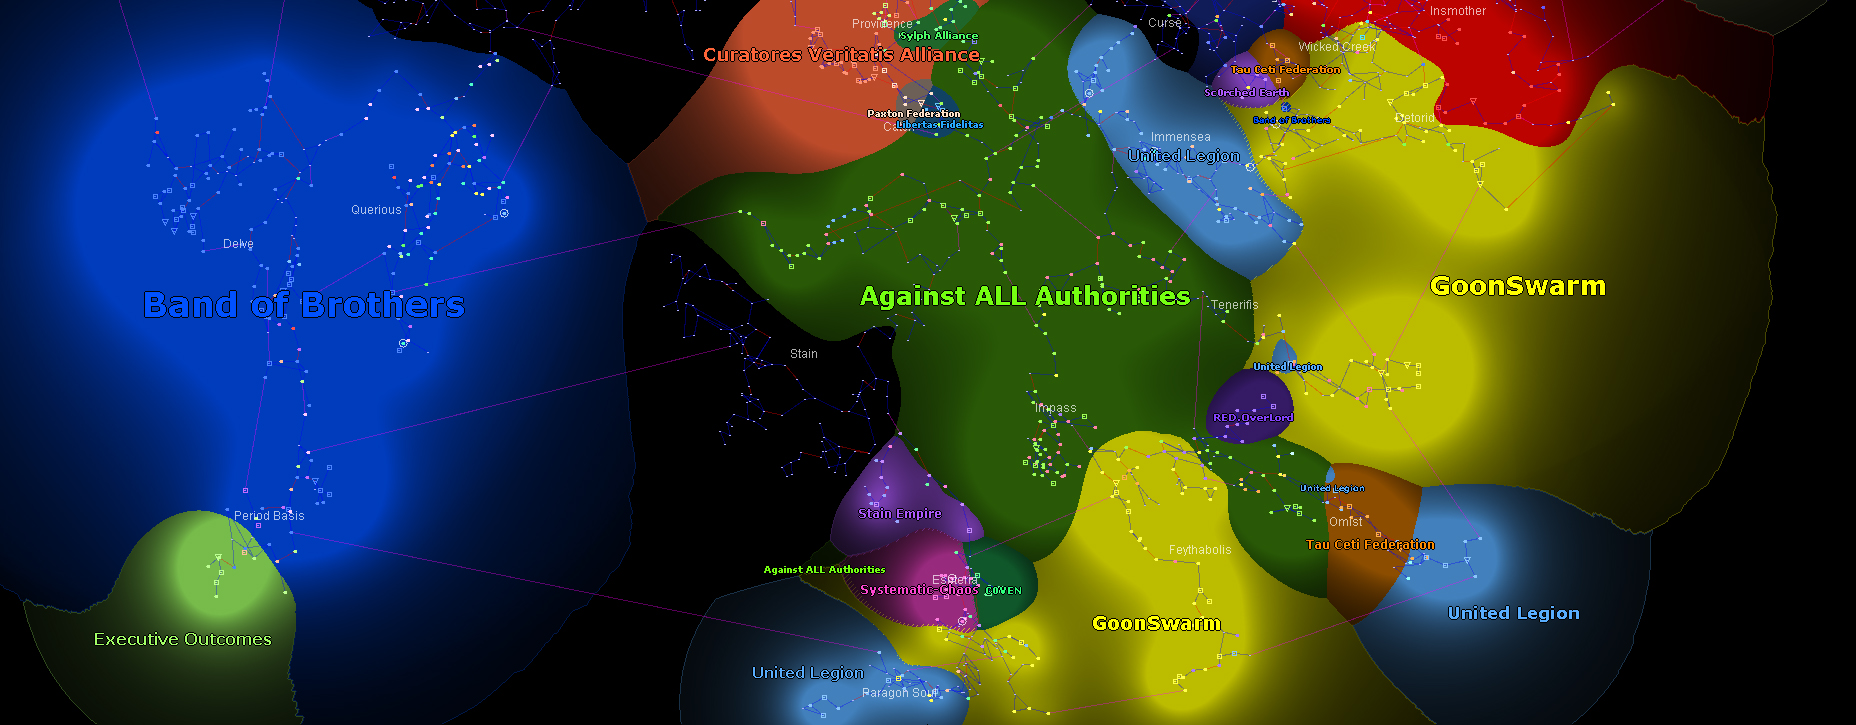 Insmother
Providence
Curse
Sylph Alliance
Wicked Creek
Curatores Veritatis Alliance
Tau Ceti Federation
Sc0rched Earth
Paxton Federation
Band of Brothers
Detorid
Libertas Fidelitas
Immensea
United Legion
Querious
Delve
GoonSwarm
Band of Brothers
Against ALL Authorities
Tenerifis
Stain
United Legion
Impass
RED.OverLord
United Legion
Stain Empire
Period Basis
Omist
Tau Ceti Federation
Feythabolis
Against ALL Authorities
Esoteria
Systematic-Chaos
COVEN
United Legion
GoonSwarm
Executive Outcomes
United Legion
Paragon Soul